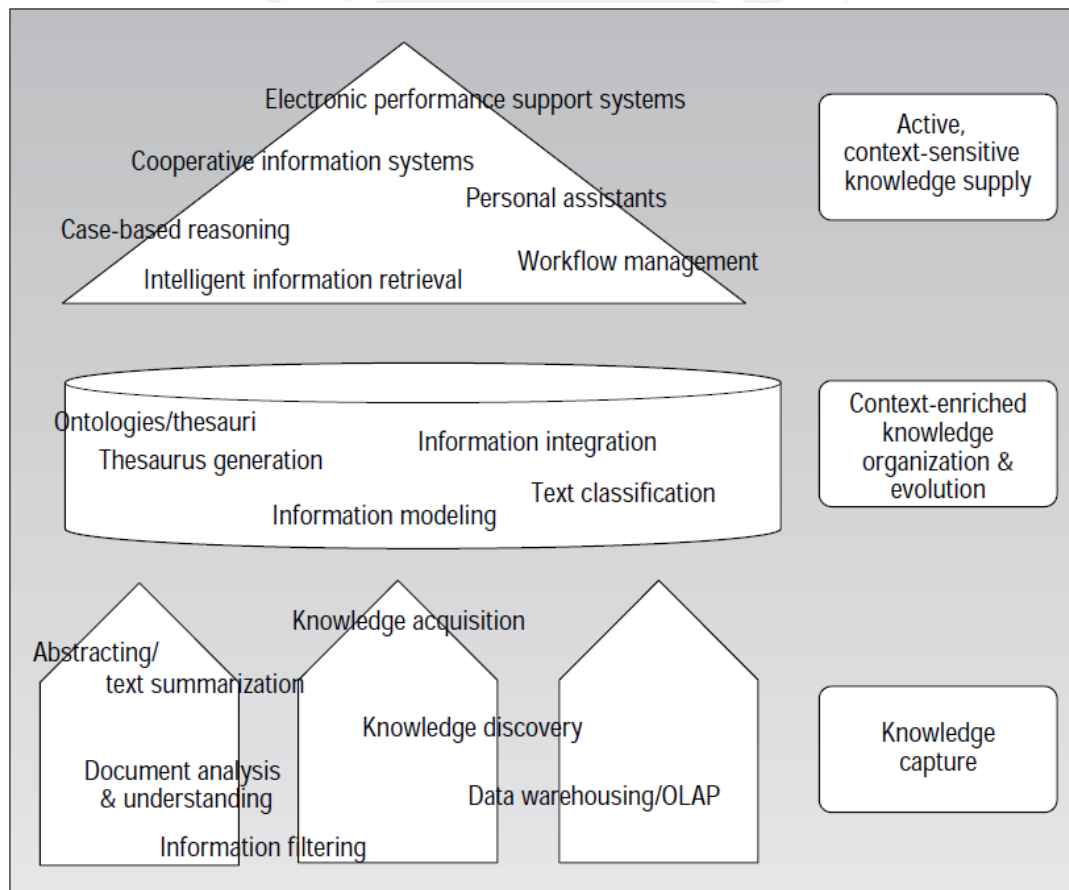 Electronic performance support systems
Cooperative information systems
Personal assistants
Case-based reasoning
Workflow management
Intelligent information retrieval
Active,
context-sensitive
knowledge supply
Ontologies/thesauri
Information integration
Thesaurus generation
Text classification
Information modeling
Context-enriched
knowledge
organization &
evolution
Knowledge acquisition
Abstracting/
text summarization
Knowledge discovery
Document analysis
& understanding
Data warehousing/OLAP
Information filtering
Knowledge
capture